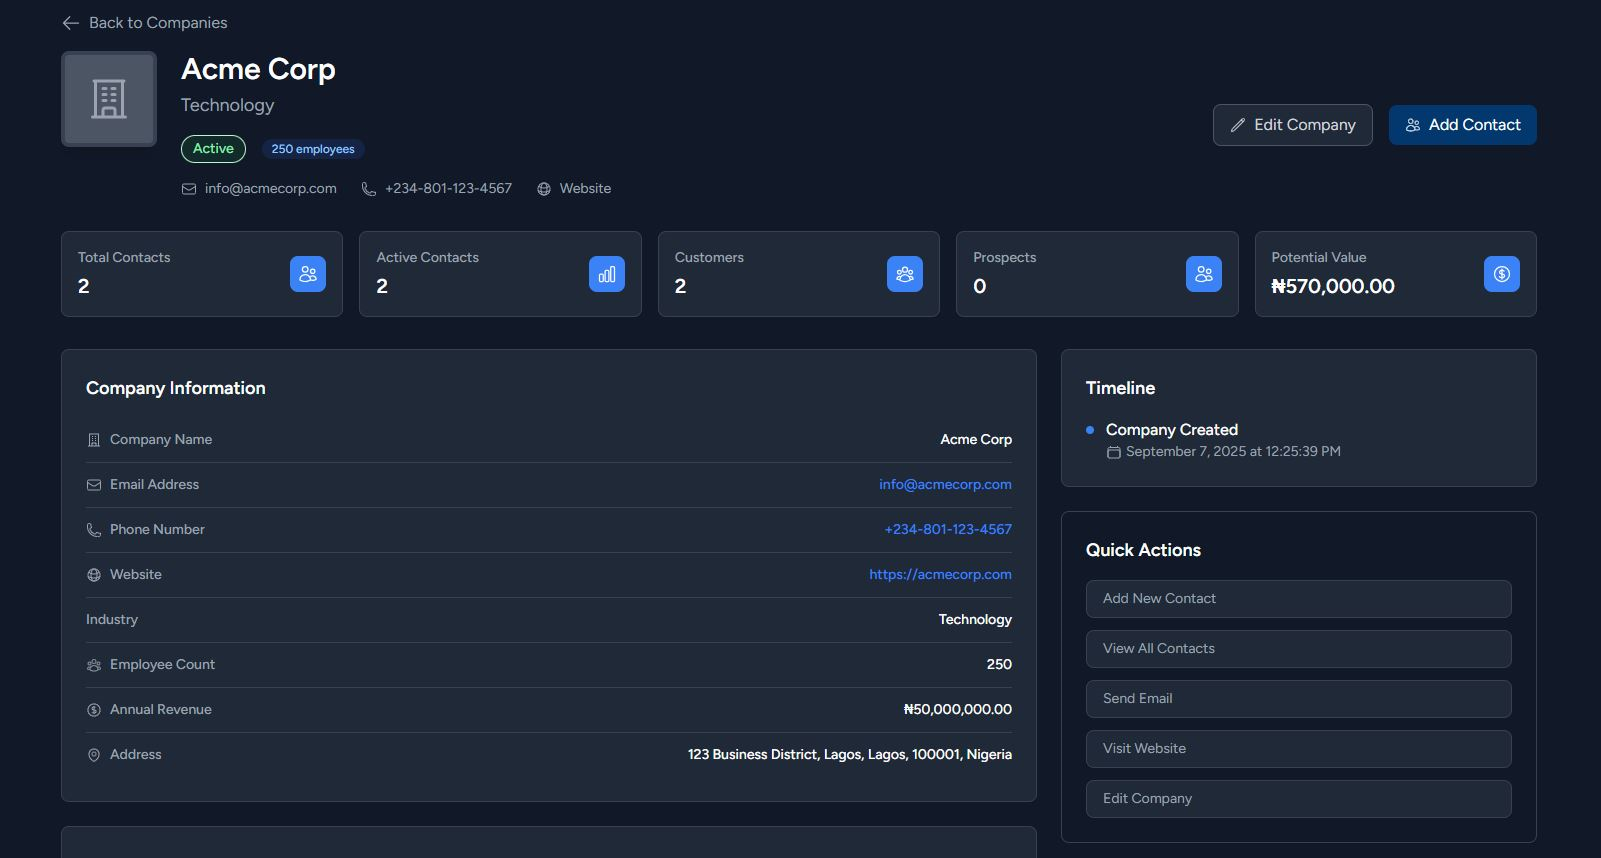 Back to Companies
Acme Corp
Technology
Active
250 employees
info@acmecorp.com
+234-801-123-4567
Website
Edit Company
Add Contact
Total Contacts
2
Active Contacts
2
Customers
2
Prospects
0
Potential Value
₦570,000.00
Company Information
Company Name
Acme Corp
Email Address
info@acmecorp.com
Phone Number
+234-801-123-4567
Website
https://acmecorp.com
Industry
Technology
Employee Count
250
Annual Revenue
₦50,000,000.00
Address
123 Business District, Lagos, Lagos, 100001, Nigeria
Timeline
Company Created
September 7, 2025 at 12:25:39 PM
Quick Actions
Add New Contact
View All Contacts
Send Email
Visit Website
Edit Company